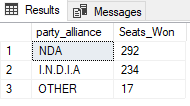 Results Messages
party_alliance Seats_Won
1 NDA 292
2 I.N.D.I.A 234
3 OTHER 17